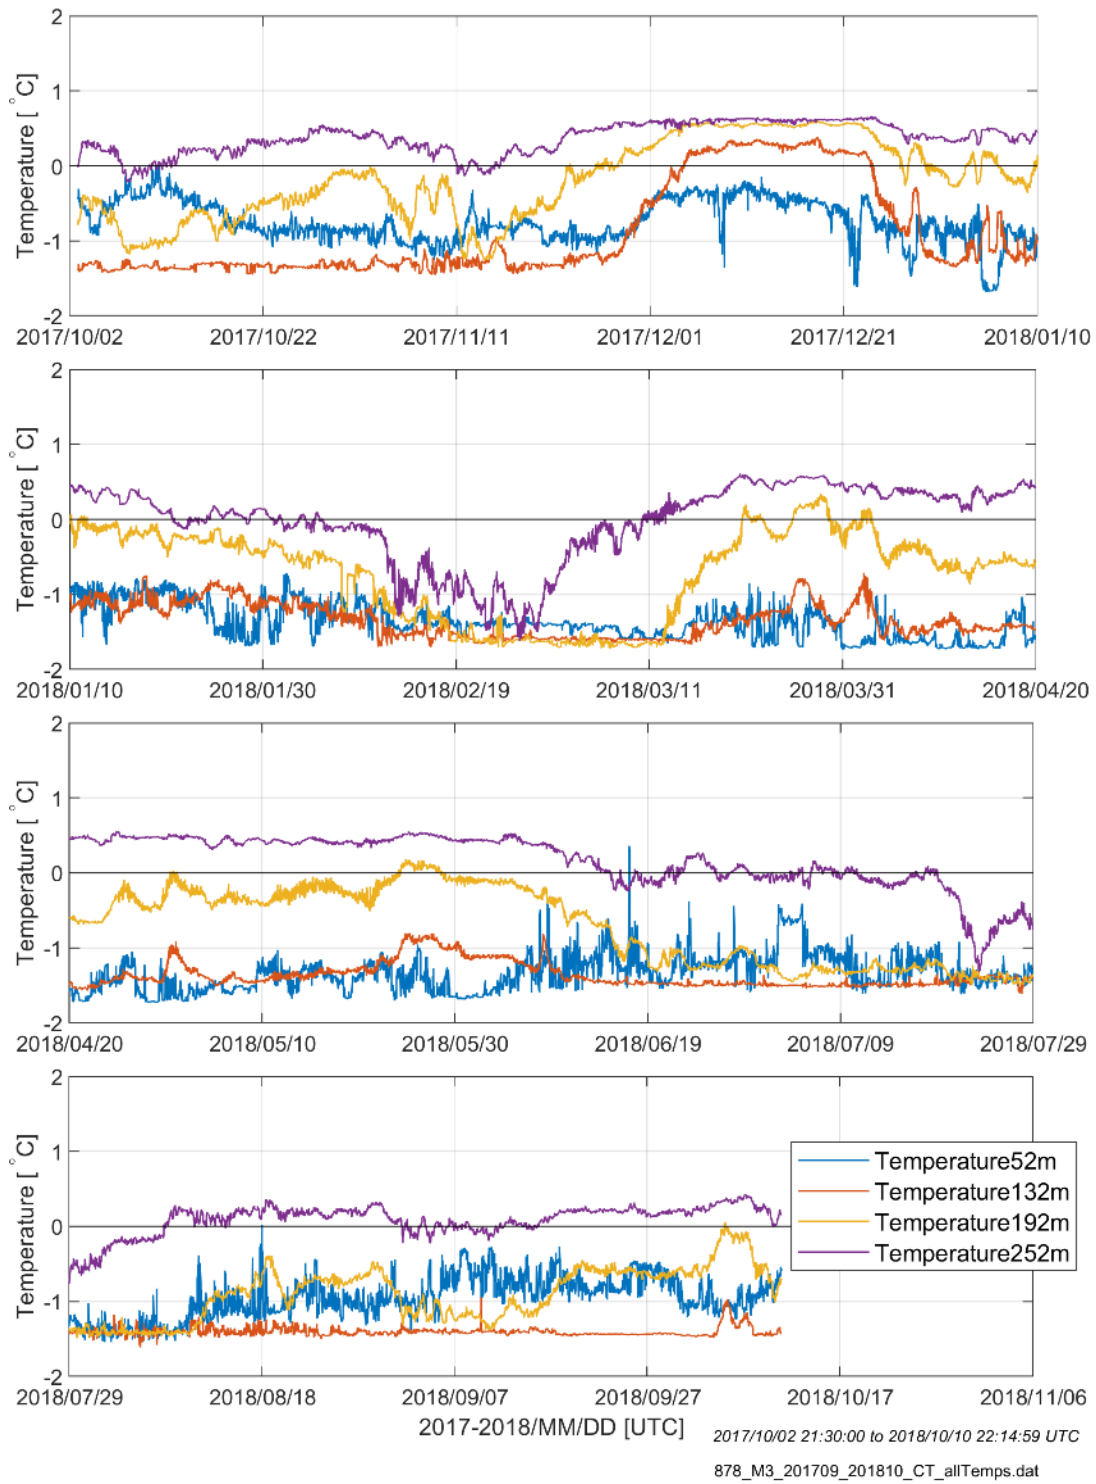 2
1
0
-1
-2
Temperature [ °C]
2017/10/02 2017/10/22 2017/11/11 2017/12/01 2017/12/21 2018/01/10
2
1
0
-1
-2
Temperature [ °C]
2018/01/10 2018/01/30 2018/02/19 2018/03/11 2018/03/31 2018/04/20
2
1
0
-1
-2
Temperature [ °C]
2018/04/20 2018/05/10 2018/05/30 2018/06/19 2018/07/09 2018/07/29
2
1
0
-1
-2
Temperature [ °C]
Temperature52m
Temperature132m
Temperature192m
Temperature252m
2018/07/29 2018/08/18 2018/09/07 2018/09/27 2018/10/17 2018/11/06
2017-2018/MM/DD [UTC]
2017/10/02 21:30:00 to 2018/10/10 22:14:59 UTC
878_M3_201709_201810_CT_allTemps.dat